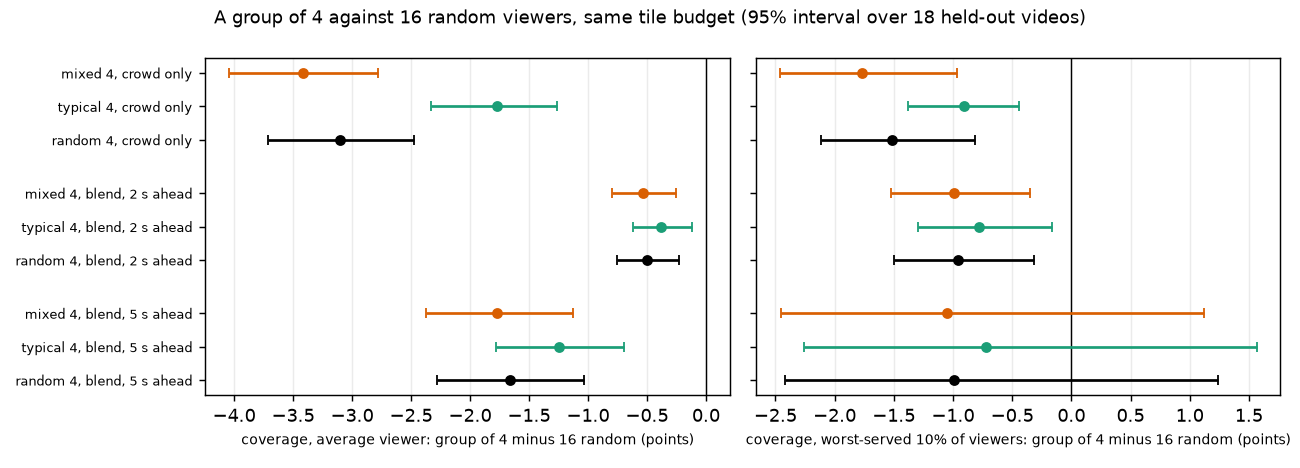 A group of 4 against 16 random viewers, same tile budget (95% interval over 18 held-out videos)
mixed 4, crowd only
typical 4, crowd only
random 4, crowd only
mixed 4, blend, 2 s ahead
typical 4, blend, 2 s ahead
random 4, blend, 2 s ahead
mixed 4, blend, 5 s ahead
typical 4, blend, 5 s ahead
random 4, blend, 5 s ahead
−4.0 −3.5 −3.0 −2.5 −2.0 −1.5 −1.0 −0.5 0.0
coverage, average viewer: group of 4 minus 16 random (points)
−2.5 −2.0 −1.5 −1.0 −0.5 0.0 0.5 1.0 1.5
coverage, worst-served 10% of viewers: group of 4 minus 16 random (points)